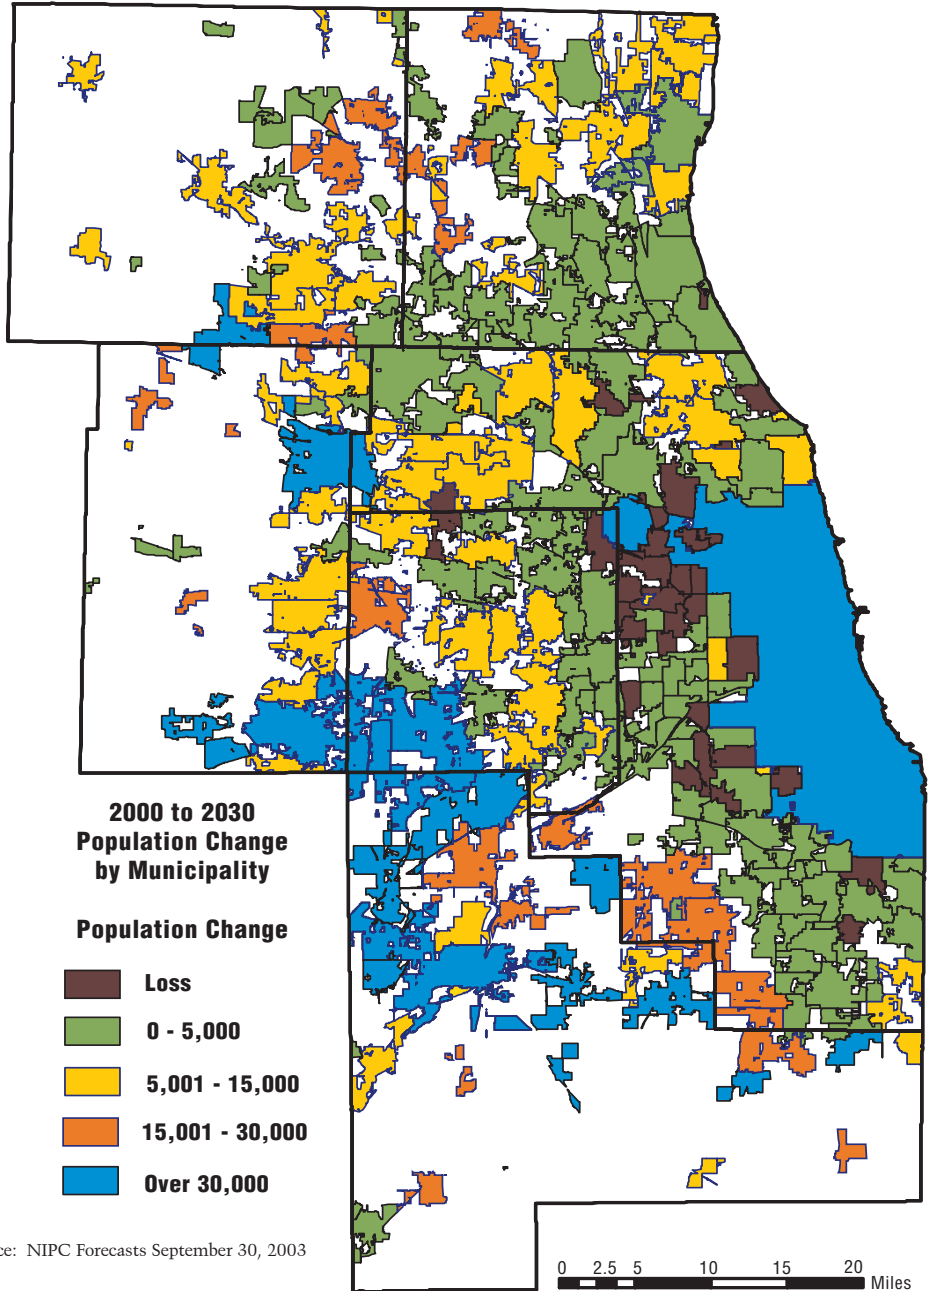 2000 to 2030
Population Change
by Municipality
Population Change
Loss
0 - 5,000
5,001 - 15,000
15,001 - 30,000
Over 30,000
ce: NIPC Forecasts September 30, 2003
0 2.5 5 10 15 20 Miles